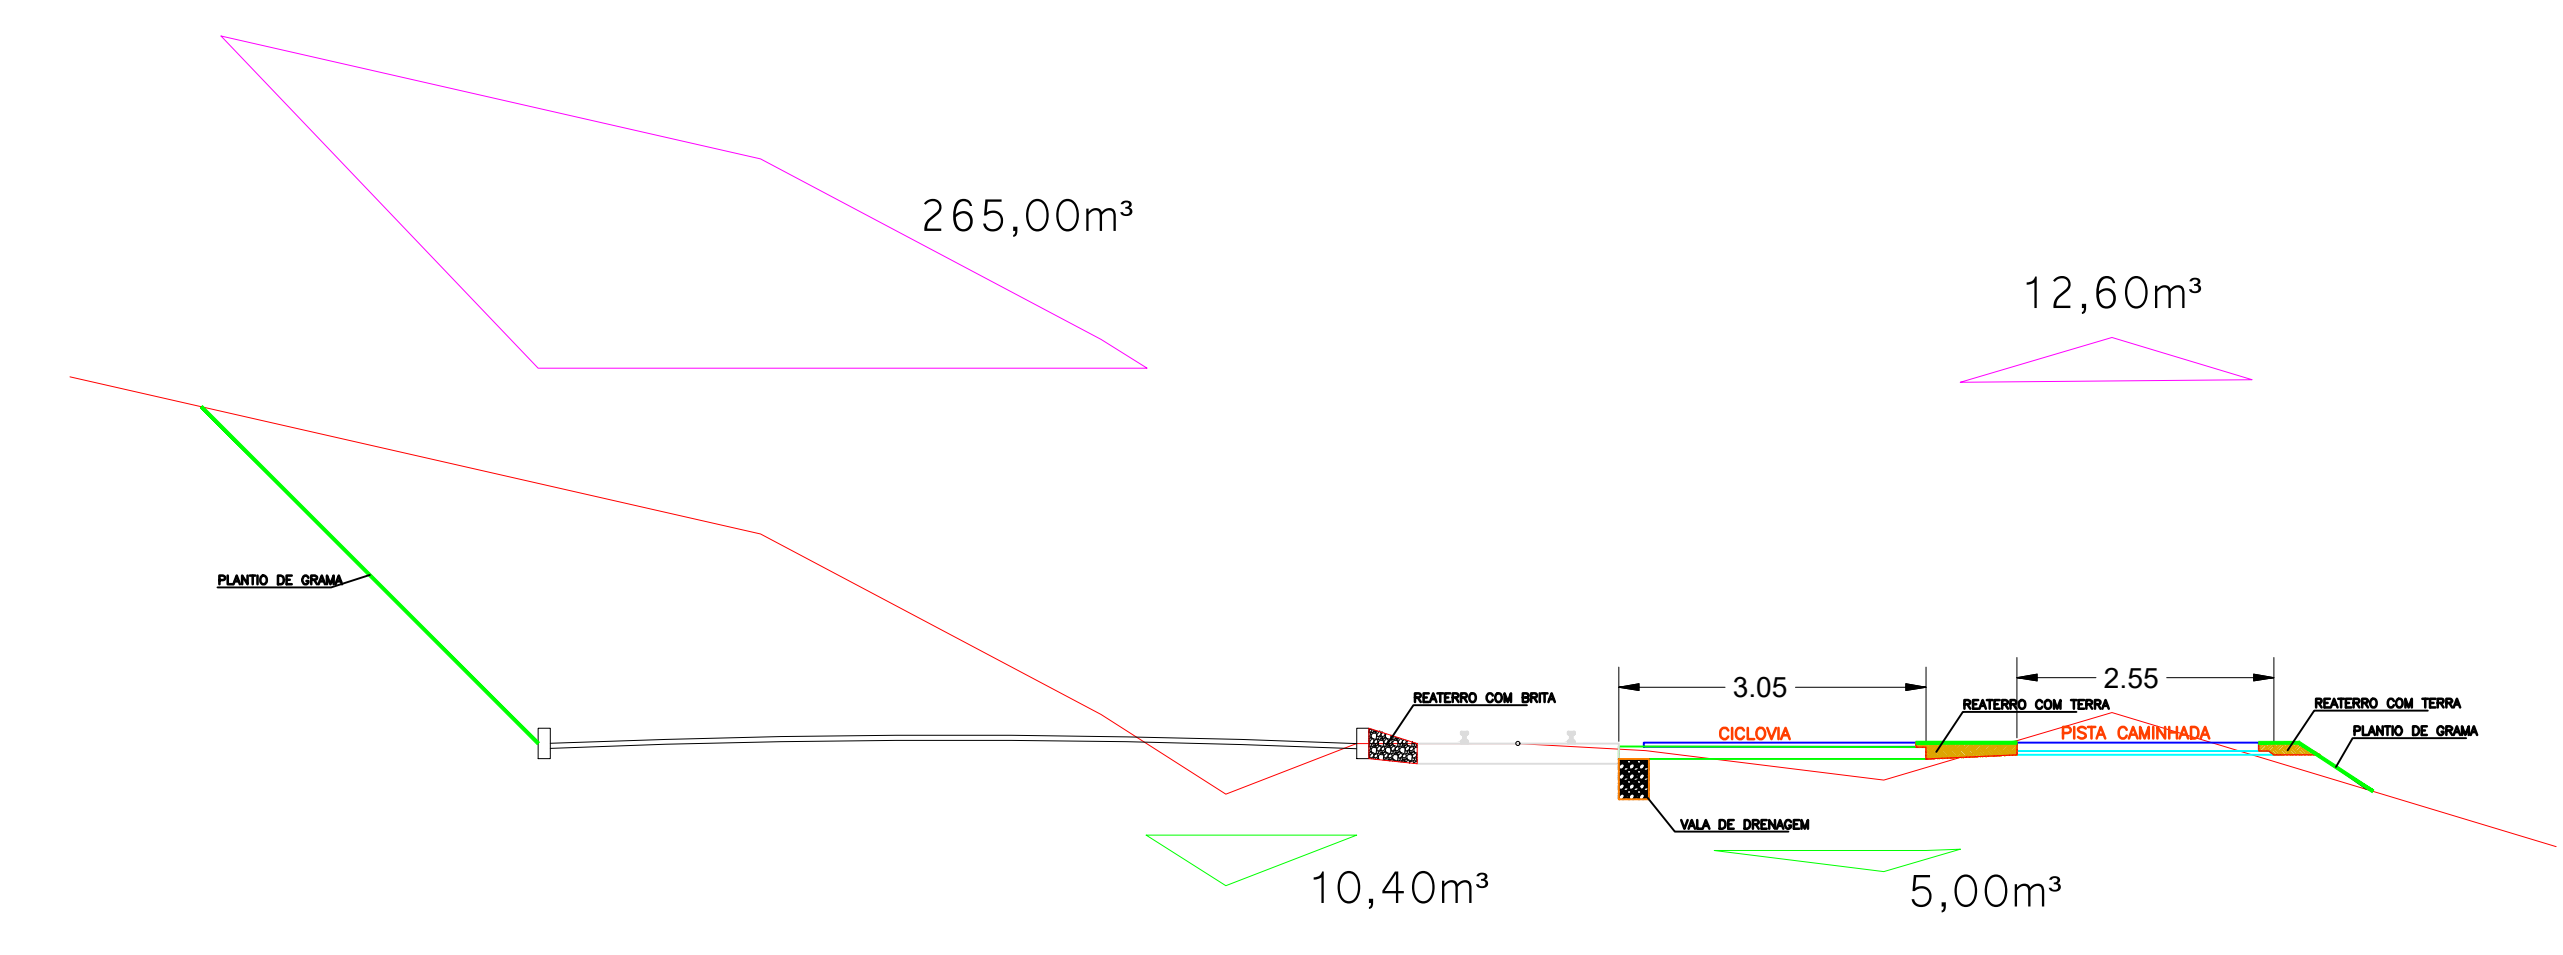 265,00m³
12,60m³
PLANTIO DE GRAMA
REATERRO COM BRITA
3.05
2.55
REATERRO COM TERRA
REATERRO COM TERRA
CICLOVIA
PISTA CAMINHADA
PLANTIO DE GRAMA
VALA DE DRENAGEM
10,40m³
5,00m³